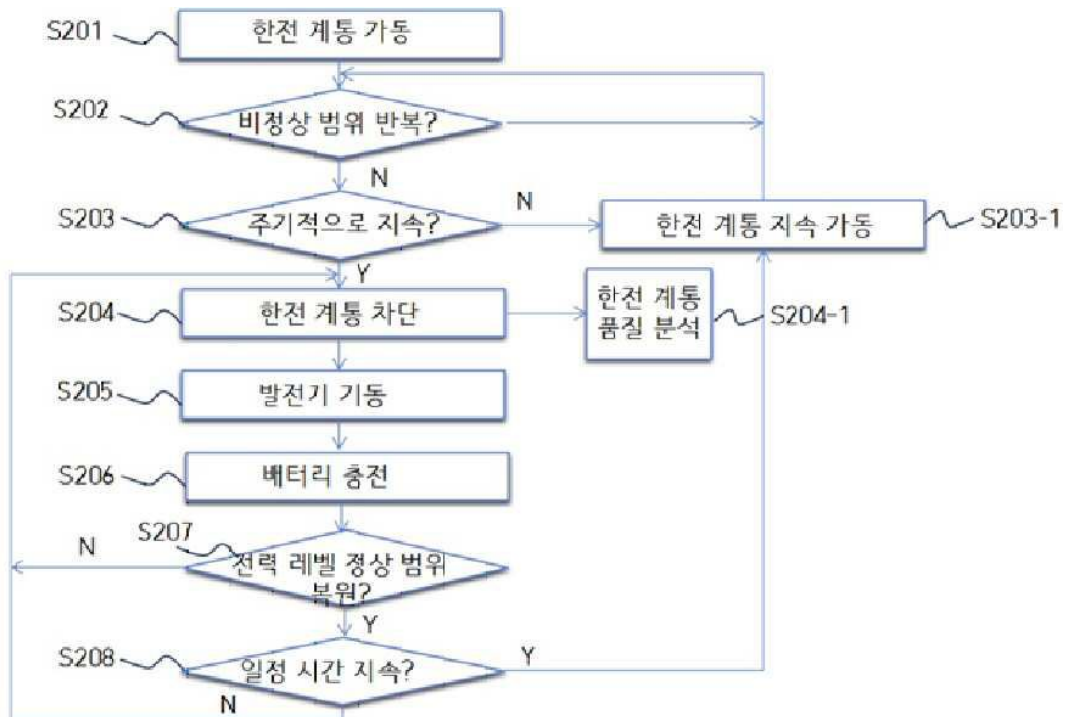 S201
한전 계통 가동
S202
비정상 범위 반복?
N
S203
주기적으로 지속?
N
한전 계통 지속 가동
S203-1
Y
S204
한전 계통 차단
한전 계통
품질 분석
S204-1
S205
발전기 기동
S206
배터리 충전
S207
N
전력 레벨 정상 범위
복원?
Y
S208
일정 시간 지속?
Y
N